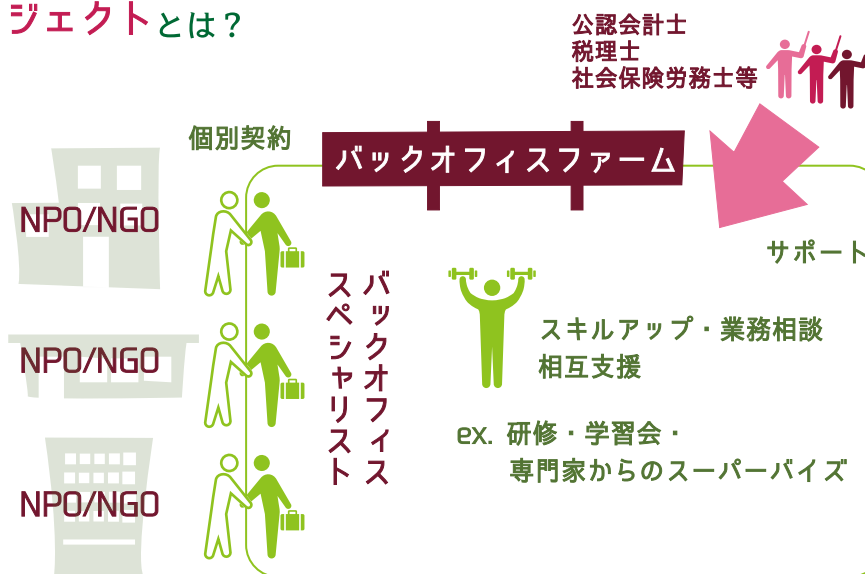 ジェクトとは？
公認会計士
税理士
社会保険労務士等
個別契約
バックオフィスファーム
サポート
NPO/NGO
NPO/NGO
NPO/NGO
バックオフィス
スペシャリスト
スキルアップ・業務相談
相互支援
ex. 研修・学習会・
専門家からのスーパーバイズ